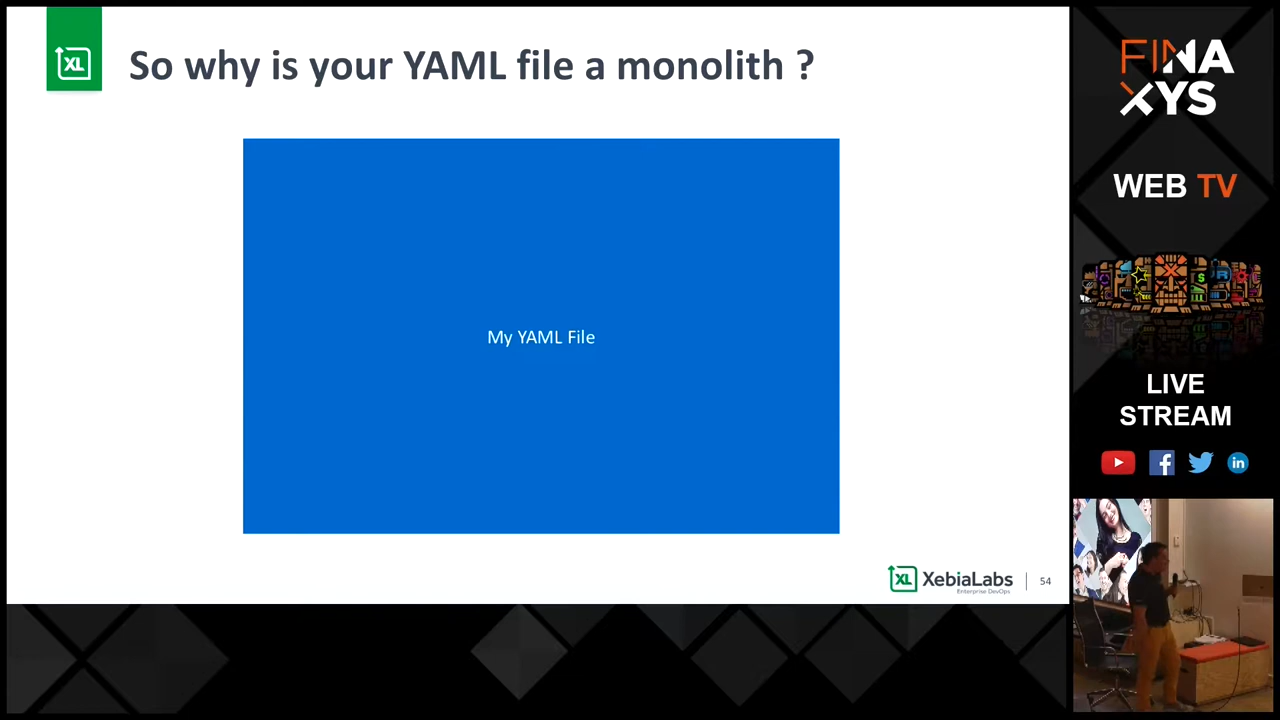 XL
So why is your YAML file a monolith ?
My YAML File
XL XebiaLabs
Enterprise DevOps
54
FINA
XYS
WEB TV
LIVE
STREAM
in